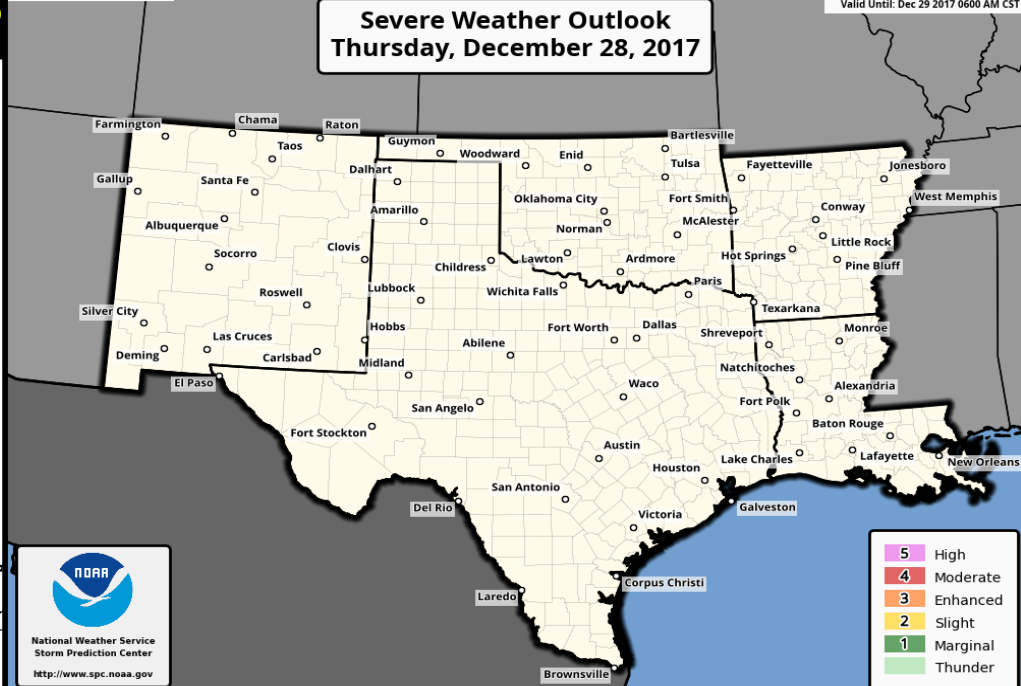 Valid Until: Dec 29 2017 0600 AM CST
Severe Weather Outlook
Thursday, December 28, 2017
Farmington
Chama
Raton
Taos
Gallup
Santa Fe
Albuquerque
Socorro
Clovis
Roswell
Silver City
Las Cruces
Deming
Carlsbad
Hobbs
Guymon
Woodward
Enid
Bartlesville
Tulsa
Oklahoma City
Norman
McAlester
Lawton
Ardmore
Fayetteville
Jonesboro
Fort Smith
Conway
West Memphis
Little Rock
Hot Springs
Pine Bluff
Texarkana
Dalhart
Amarillo
Childress
Lubbock
Wichita Falls
Paris
Fort Worth
Dallas
Abilene
Midland
El Paso
San Angelo
Waco
Fort Stockton
Austin
Houston
San Antonio
Del Rio
Victoria
Galveston
Laredo
Corpus Christi
Brownsville
Shreveport
Monroe
Natchitoches
Alexandria
Fort Polk
Baton Rouge
Lake Charles
Lafayette
New Orleans
NOAA
National Weather Service
Storm Prediction Center
http://www.spc.noaa.gov
5 High
4 Moderate
3 Enhanced
2 Slight
1 Marginal
Thunder